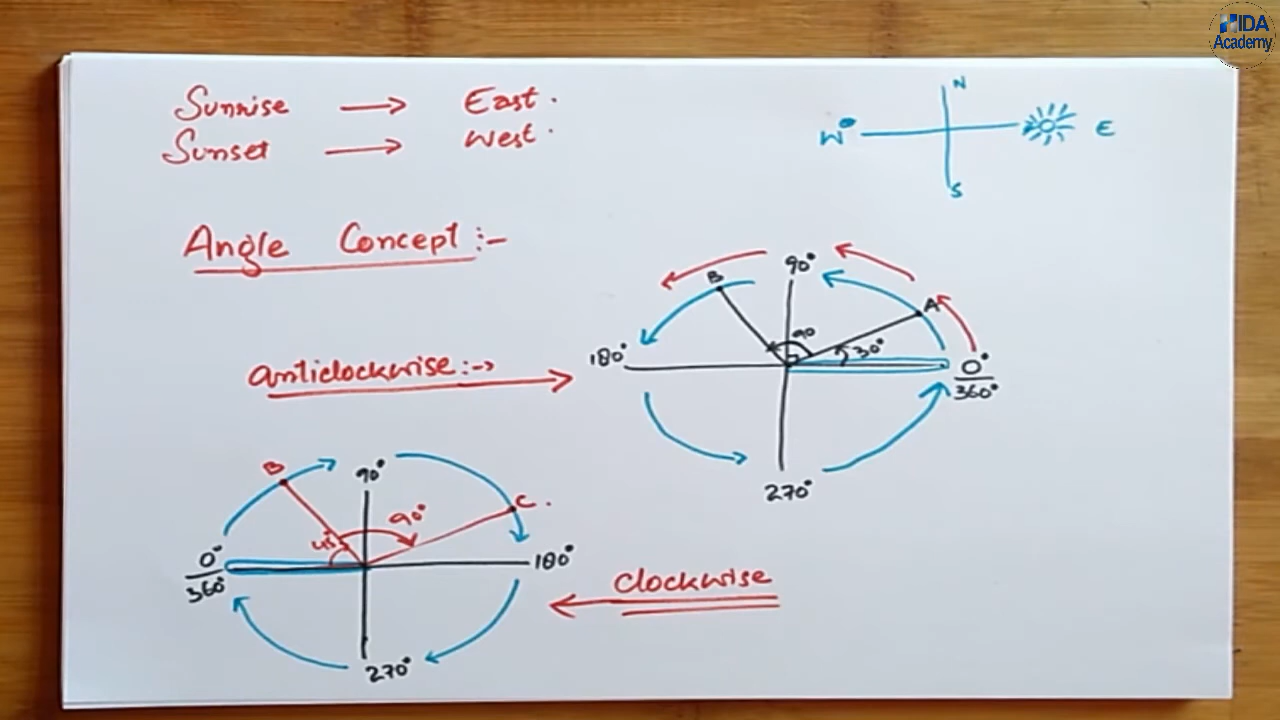 HIDA
Academy
Sunrise → East.
Sunset → West.
N
W
E
S
Angle Concept :-
90°
B
A
90
30°
180°
0°
360°
270°
Anticlockwise :->
B
90°
C.
90°
45°
0°
360°
180°
270°
Clockwise